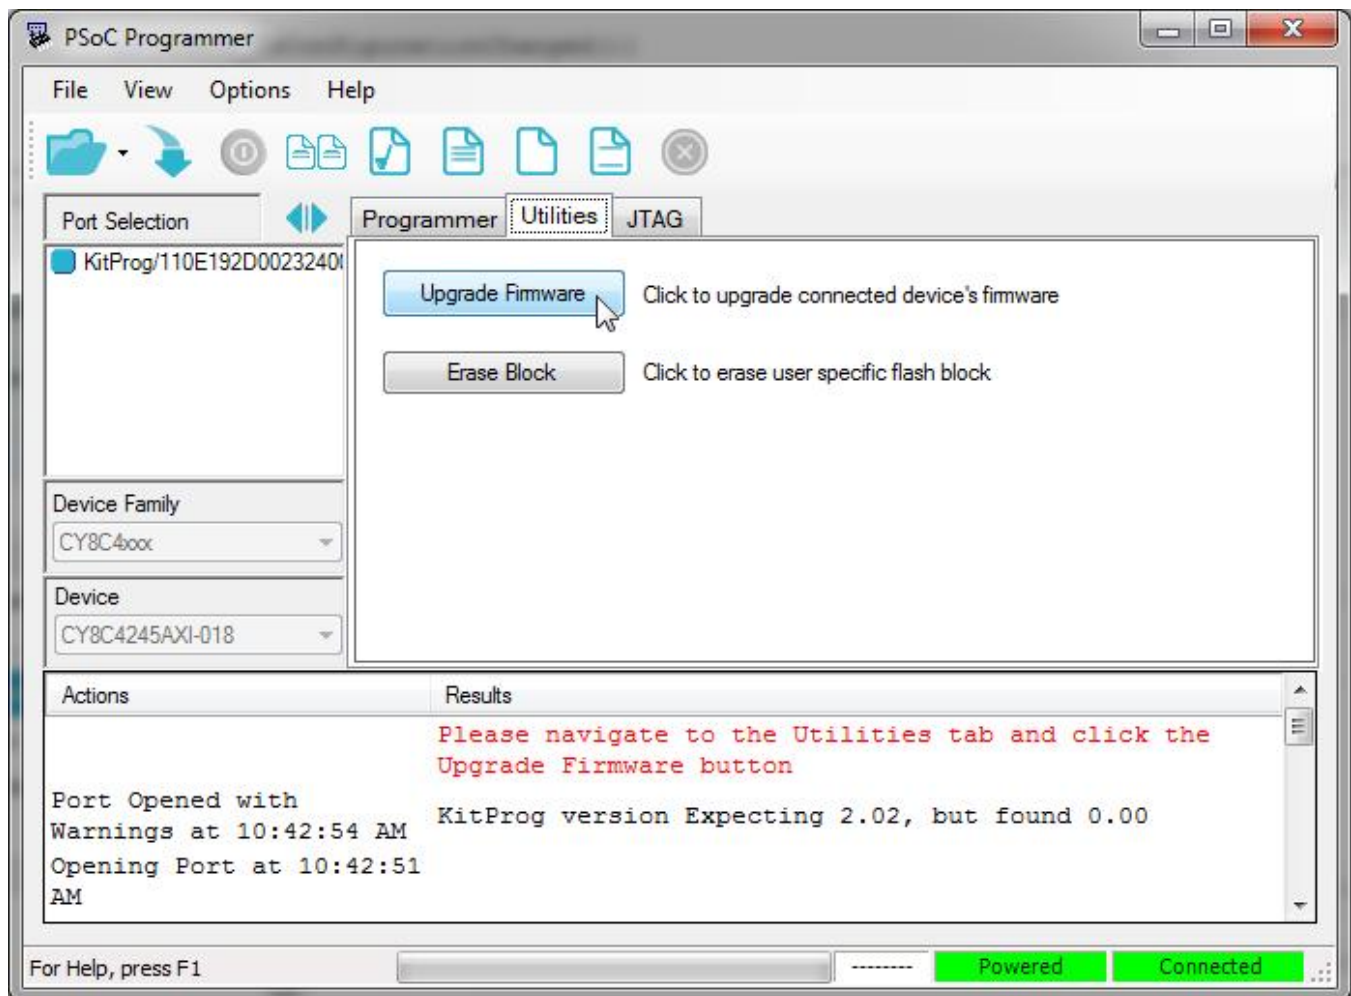 PSoC Programmer
File View Options Help
Port Selection
Programmer Utilities JTAG
KitProg/110E192D00232400
Upgrade Firmware Click to upgrade connected device's firmware
Erase Block Click to erase user specific flash block
Device Family
CY8C4xxx
Device
CY8C4245AXI-018
Actions Results
Please navigate to the Utilities tab and click the
Upgrade Firmware button
Port Opened with
Warnings at 10:42:54 AM
KitProg version Expecting 2.02, but found 0.00
Opening Port at 10:42:51
AM
For Help, press F1
-------- Powered Connected